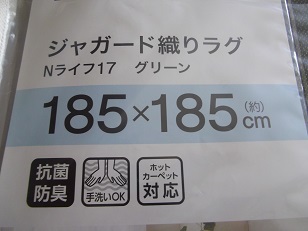 ジャガード織りラグ
Nライフ17 グリーン
185×185(約)cm
抗菌
防臭
手洗いOK
ホット
カーペット
対応